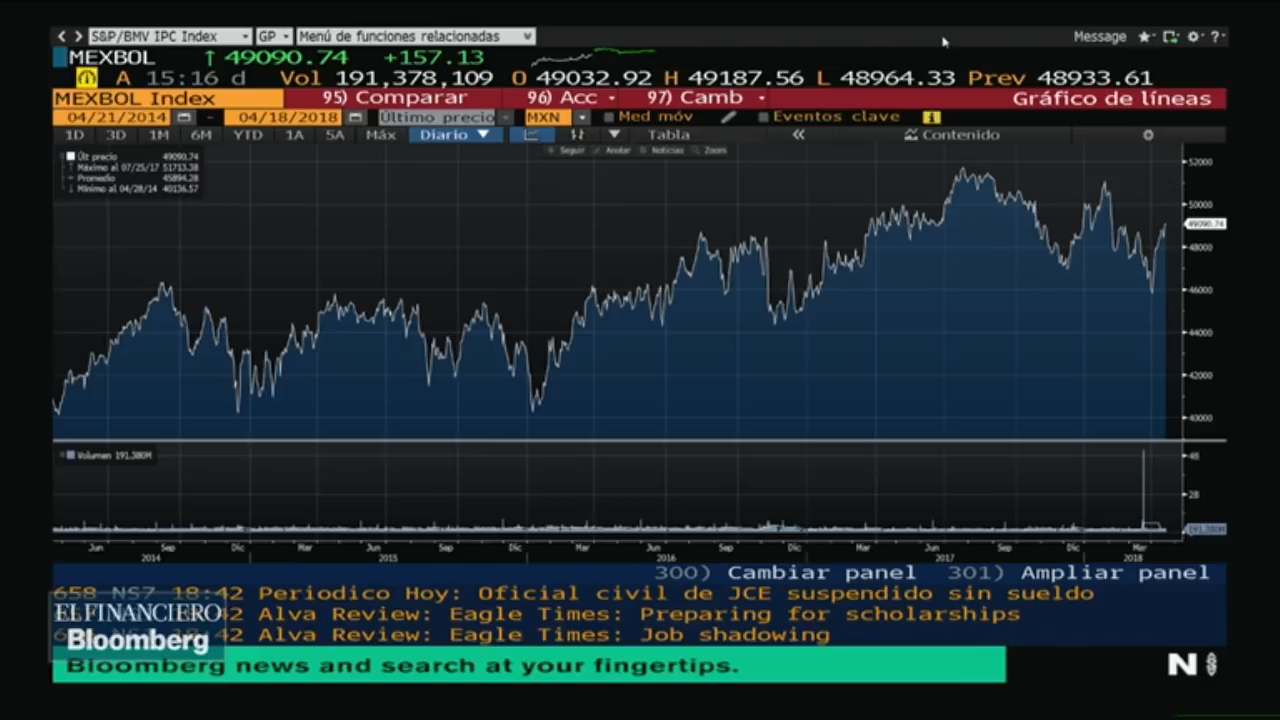 S&P/BMV IPC Index GP Menú de funciones relacionadas Message
MEXBOL ↑ 49090.74 +157.13
A 15:16 d Vol 191,378,109 O 49032.92 H 49187.56 L 48964.33 Prev 48933.61
MEXBOL Index 95) Comparar 96) Acc 97) Camb Gráfico de líneas
04/21/2014 - 04/18/2018 Último precio MXN Med móv Eventos clave
1D 3D 1M 6M YTD 1A 5A Máx Diario ▼ Tabla « Contenido
Seguir Anotar Noticias Zoom
Últ precio 49090.74
Máximo al 07/25/17 51713.38
Promedio 45894.28
Mínimo al 04/28/14 40136.57
52000
50000
49090.74
48000
46000
44000
42000
40000
Volumen 191.380M
4B
2B
191.380M
Jun Sep Dic Mar Jun Sep Dic Mar Jun Sep Dic Mar Jun Sep Dic Mar
2014 2015 2016 2017 2018
300) Cambiar panel 301) Ampliar panel
658 NS7 18:42 Periodico Hoy: Oficial civil de JCE suspendido sin sueldo
42 Alva Review: Eagle Times: Preparing for scholarships
42 Alva Review: Eagle Times: Job shadowing
EL FINANCIERO
Bloomberg
Bloomberg news and search at your fingertips.
N